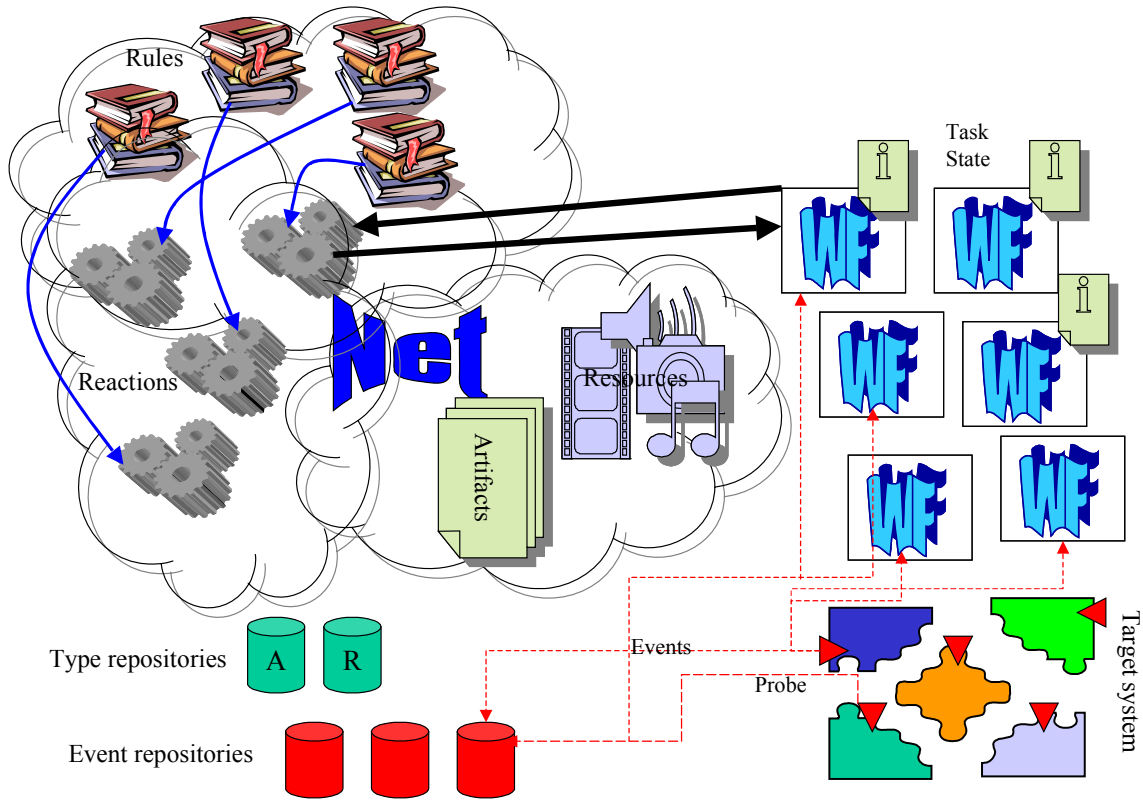 Rules
Task
State
i
i
WF
WF
i
Net
Resources
WF
WF
Reactions
Artifacts
WF
WF
Type repositories
A
R
Events
Probe
Target system
Event repositories